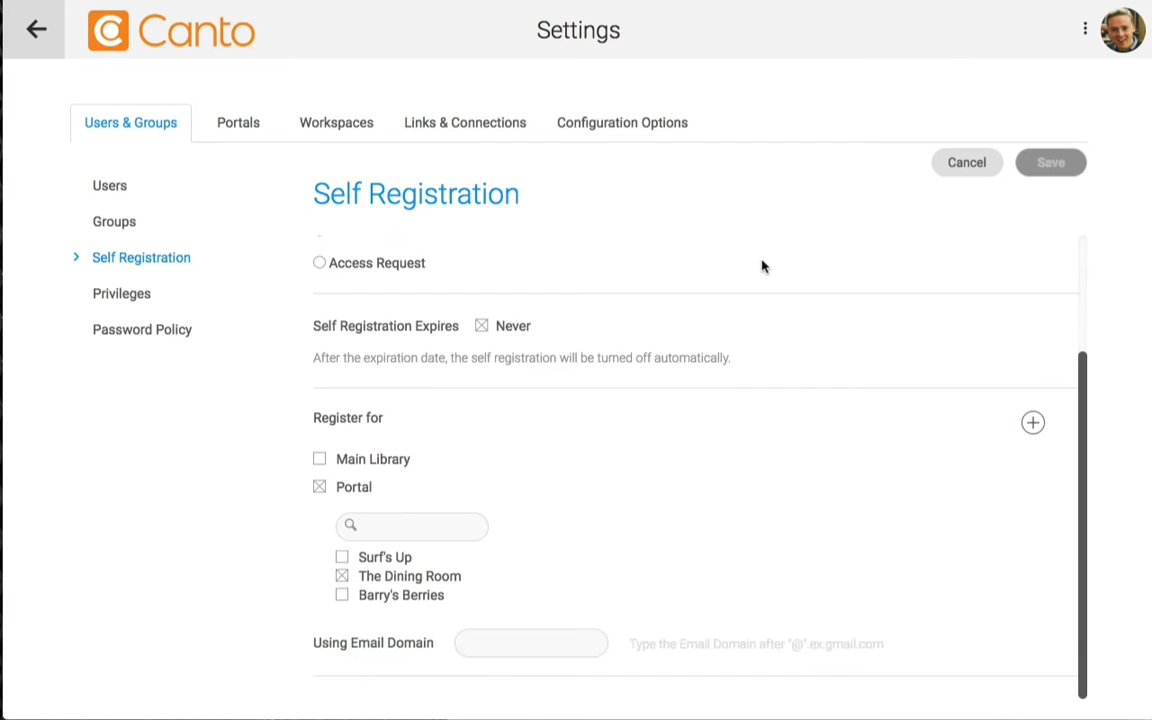 Canto
Settings
Users & Groups
Portals
Workspaces
Links & Connections
Configuration Options
Cancel
Save
Users
Groups
Self Registration
Privileges
Password Policy
Self Registration
Access Request
Self Registration Expires
Never
After the expiration date, the self registration will be turned off automatically.
Register for
Main Library
Portal
Surf's Up
The Dining Room
Barry's Berries
Using Email Domain
Type the Email Domain after "@".ex.gmail.com